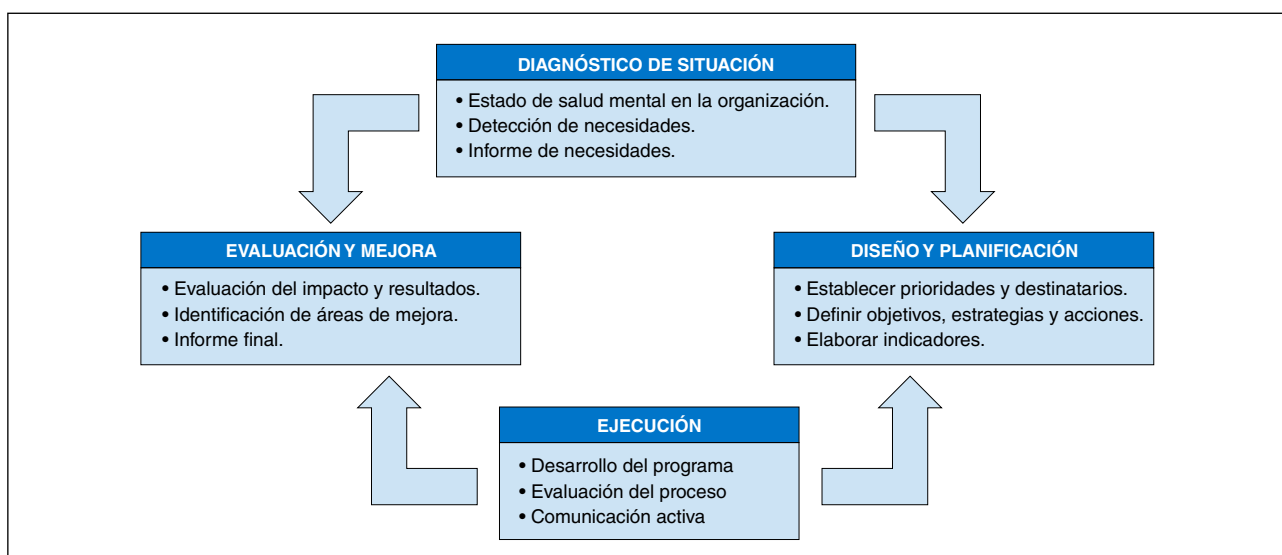 DIAGNÓSTICO DE SITUACIÓN
• Estado de salud mental en la organización.
• Detección de necesidades.
• Informe de necesidades.
EVALUACIÓN Y MEJORA
• Evaluación del impacto y resultados.
• Identificación de áreas de mejora.
• Informe final.
DISEÑO Y PLANIFICACIÓN
• Establecer prioridades y destinatarios.
• Definir objetivos, estrategias y acciones.
• Elaborar indicadores.
EJECUCIÓN
• Desarrollo del programa
• Evaluación del proceso
• Comunicación activa